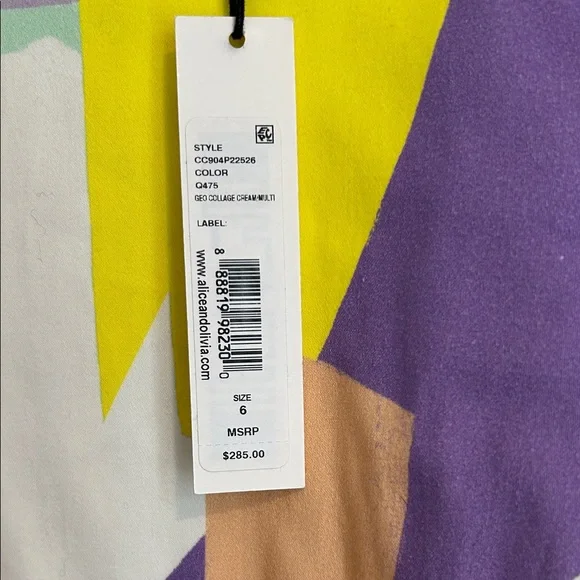 STYLE
CC904P22526
COLOR
Q475
GEO COLLAGE CREAM/MULTI
LABEL:
8 88819 98230 0
www.aliceandolivia.com
SIZE
6
MSRP
$285.00